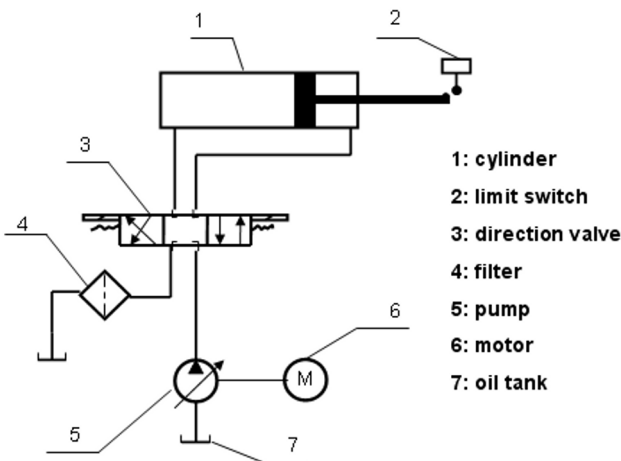 1
2
3
4
1: cylinder
2: limit switch
3: direction valve
4: filter
5: pump
6: motor
7: oil tank
6
M
5
7